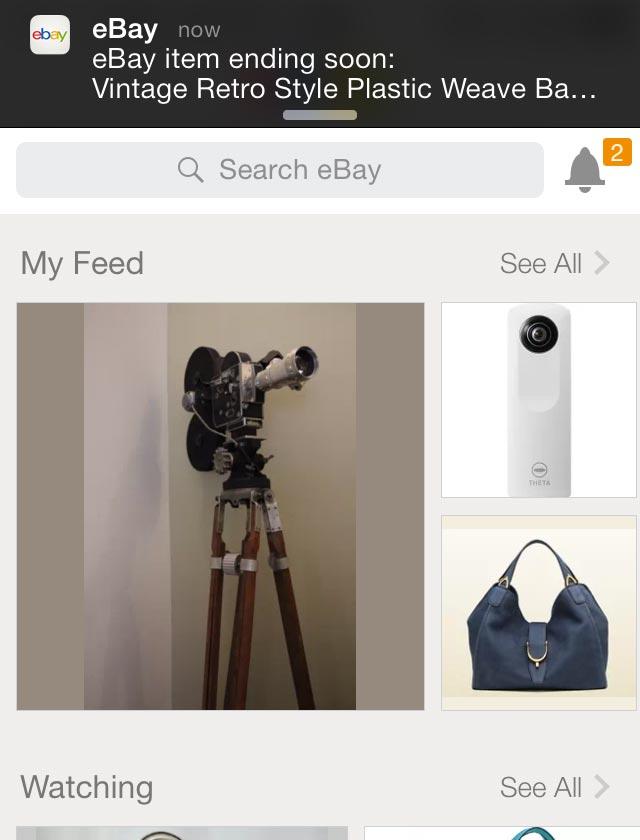 ebay
eBay now
eBay item ending soon:
Vintage Retro Style Plastic Weave Ba...
Search eBay
2
My Feed
See All
THETA
Watching
See All